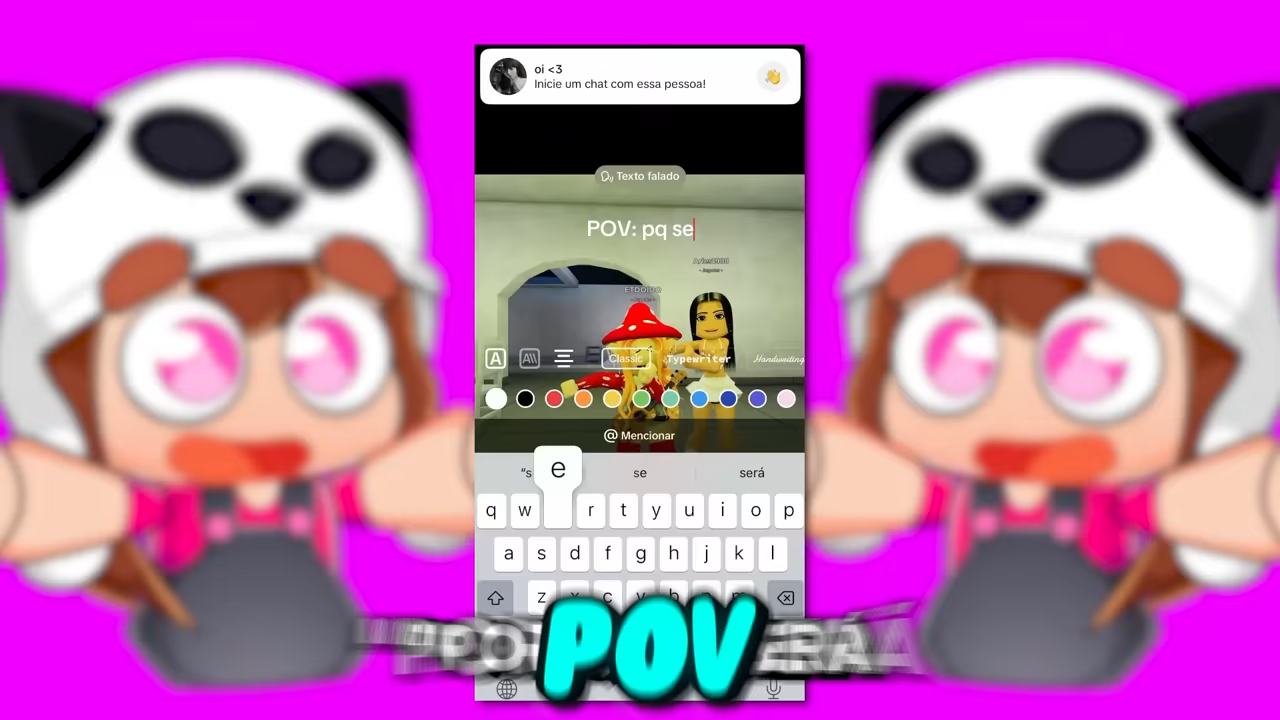 oi <3
Inicie um chat com essa pessoa!
Texto falado
POV: pq se
A
A
Classic
Typewriter
Handwriting
@ Mencionar
"s
e
se
será
q w r t y u i o p
a s d f g h j k l
z x c v b n m
POV